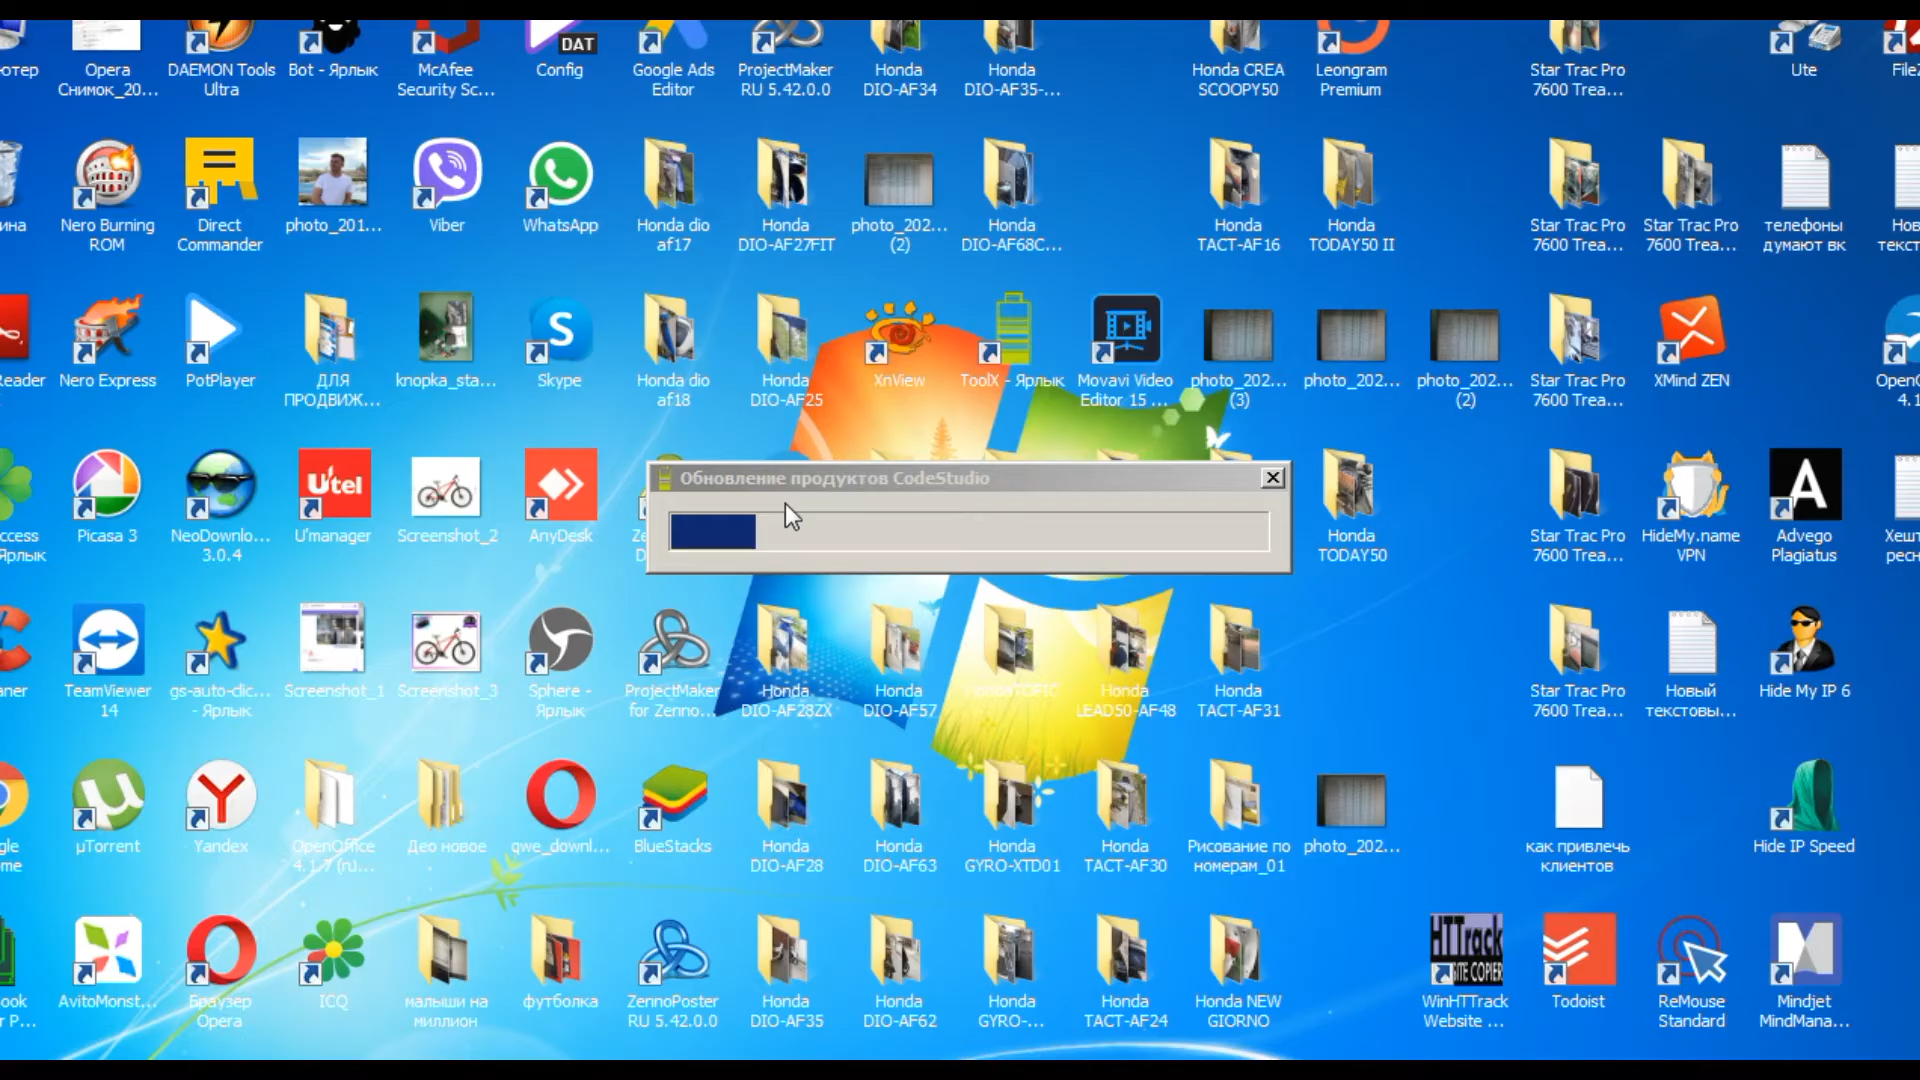 ютер
Opera
Снимок_20...
DAEMON Tools
Ultra
Bot - Ярлык
McAfee
Security Sc...
DAT
Config
Google Ads
Editor
ProjectMaker
RU 5.42.0.0
Honda
DIO-AF34
Honda
DIO-AF35-...
Honda CREA
SCOOPY50
Leongram
Premium
Star Trac Pro
7600 Trea...
Ute
FileZ
ина
Nero Burning
ROM
Direct
Commander
photo_201...
Viber
WhatsApp
Honda dio
af17
Honda
DIO-AF27FIT
photo_202...
(2)
Honda
DIO-AF68C...
Honda
TACT-AF16
Honda
TODAY50 II
Star Trac Pro
7600 Trea...
Star Trac Pro
7600 Trea...
телефоны
думают вк
Нов
текст
Reader
Nero Express
PotPlayer
ДЛЯ
ПРОДВИЖ...
knopka_sta...
S
Skype
Honda dio
af18
Honda
DIO-AF25
XnView
ToolX - Ярлык
Movavi Video
Editor 15 ...
photo_202...
(3)
photo_202...
photo_202...
(2)
Star Trac Pro
7600 Trea...
XMind ZEN
OpenO
4.1
Обновление продуктов CodeStudio
ccess
Ярлык
Picasa 3
NeoDownlo...
3.0.4
Utel
U'manager
Screenshot_2
AnyDesk
Ze
D
Honda
TODAY50
Star Trac Pro
7600 Trea...
HideMy.name
VPN
A
Advego
Plagiatus
Хешт
ресн
aner
TeamViewer
14
gs-auto-clic...
- Ярлык
Screenshot_1
Screenshot_3
Sphere -
Ярлык
ProjectMaker
for Zenno...
Honda
DIO-AF28ZX
Honda
DIO-AF57
HondaTOPIC
Honda
LEAD50-AF48
Honda
TACT-AF31
Star Trac Pro
7600 Trea...
Новый
текстовы...
Hide My IP 6
gle
me
µTorrent
Yandex
OpenOffice
4.1.7 (ru)...
Део новое
qwe_downl...
BlueStacks
Honda
DIO-AF28
Honda
DIO-AF63
Honda
GYRO-XTD01
Honda
TACT-AF30
Рисование по
номерам_01
photo_202...
как привлечь
клиентов
Hide IP Speed
ook
r P...
AvitoMonst...
Браузер
Opera
ICQ
малыши на
миллион
футболка
ZennoPoster
RU 5.42.0.0
Honda
DIO-AF35
Honda
DIO-AF62
Honda
GYRO-...
Honda
TACT-AF24
Honda NEW
GIORNO
HTTrack
SITE COPIER
WinHTTrack
Website ...
Todoist
ReMouse
Standard
Mindjet
MindMana...